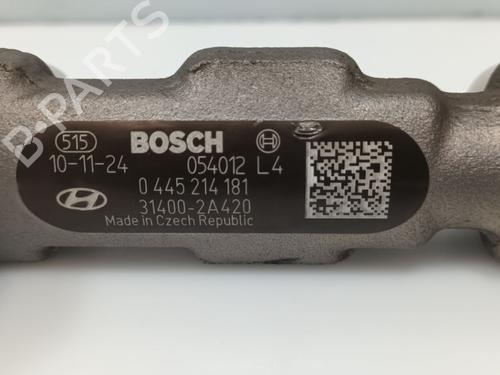 B-PARTS
515 BOSCH
10-11-24 054012 L4
0 445 214 181
31400-2A420
Made in Czech Republic